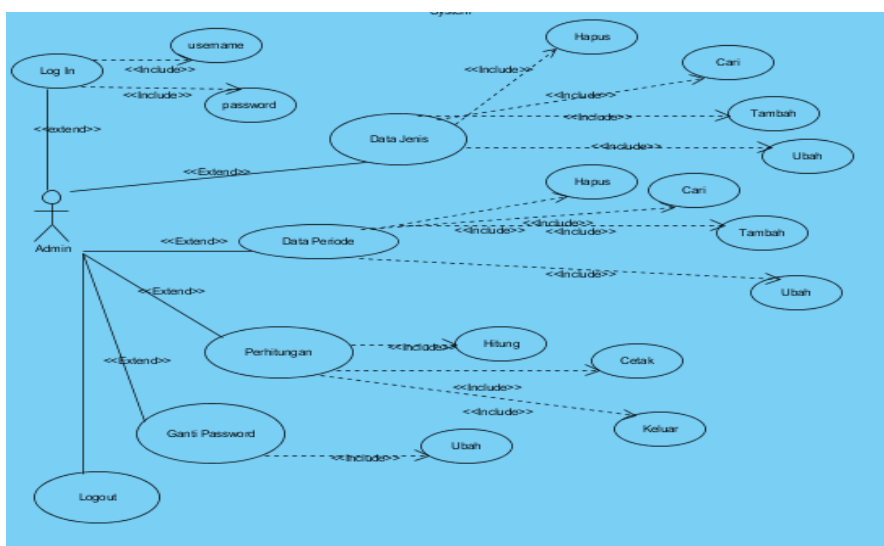 System
Hapus
username
Cari
<<Include>>
Log In
<<Include>>
<<Include>>
<<Include>>
password
<<Include>>
Tambah
<<extend>>
Data Jenis
<<Include>>
Ubah
<<Extend>>
Hapus
Cari
Admin
<<Extend>>
Data Periode
<<Include>>
<<Include>>
<<Include>>
Tambah
<<Extend>>
<<Include>>
Ubah
Perhitungan
<<Include>>
Hitung
<<Extend>>
Cetak
<<Include>>
<<Include>>
Ganti Password
Keluar
<<Include>>
Ubah
Logout